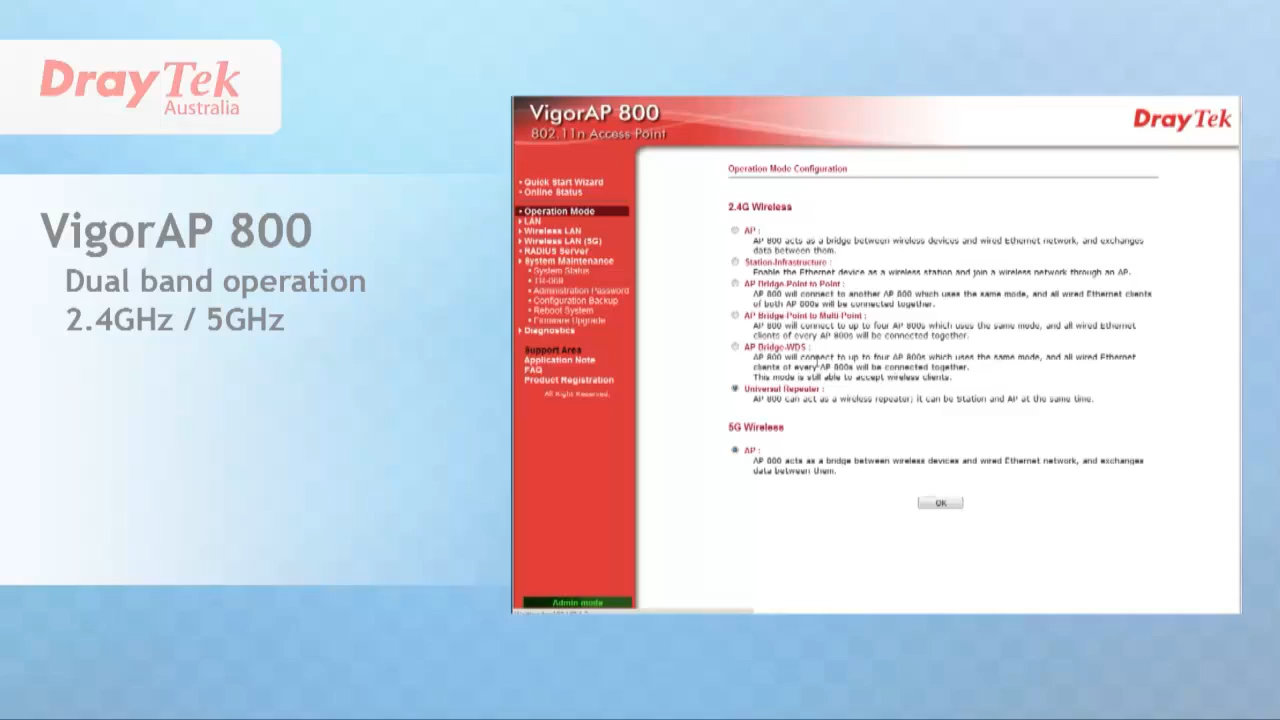 DrayTek
Australia
VigorAP 800
Dual band operation
2.4GHz / 5GHz
VigorAP 800
802.11n Access Point
DrayTek
Quick Start Wizard
Online Status
Operation Mode
LAN
Wireless LAN
Wireless LAN (5G)
RADIUS Server
System Maintenance
System Status
TR-069
Administration Password
Configuration Backup
Reboot System
Firmware Upgrade
Diagnostics
Support Area
Application Note
FAQ
Product Registration
All Right Reserved.
Admin mode
Operation Mode Configuration
2.4G Wireless
AP :
AP 800 acts as a bridge between wireless devices and wired Ethernet network, and exchanges
data between them.
Station-Infrastructure :
Enable the Ethernet device as a wireless station and join a wireless network through an AP.
AP Bridge-Point to Point :
AP 800 will connect to another AP 800 which uses the same mode, and all wired Ethernet clients
of both AP 800s will be connected together.
AP Bridge-Point to Multi-Point :
AP 800 will connect to up to four AP 800s which uses the same mode, and all wired Ethernet
clients of every AP 800s will be connected together.
AP Bridge-WDS :
AP 800 will connect to up to four AP 800s which uses the same mode, and all wired Ethernet
clients of every AP 800s will be connected together.
This mode is still able to accept wireless clients.
Universal Repeater :
AP 800 can act as a wireless repeater; it can be Station and AP at the same time.
5G Wireless
AP :
AP 800 acts as a bridge between wireless devices and wired Ethernet network, and exchanges
data between them.
OK